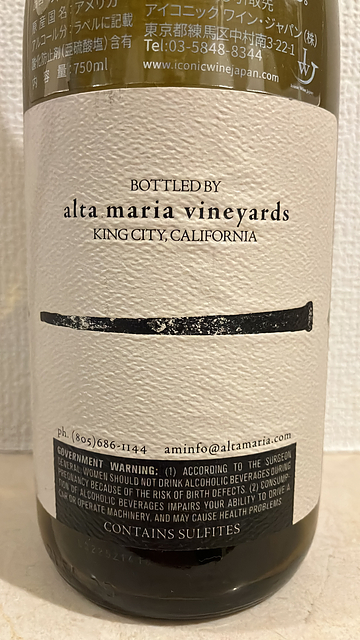 原産国名:アメリカ
アルコール分:ラベルに記載
酸化防止剤(亜硫酸塩)含有
内 容 量:750ml
取先
アイコニック ワイン・ジャパン(株)
東京都練馬区中村南3-22-1
Tel:03-5848-8344
www.iconicwinejapan.com
BOTTLED BY
alta maria vineyards
KING CITY, CALIFORNIA
ph. (805)686-1144 aminfo@altamaria.com
GOVERNMENT WARNING: (1) ACCORDING TO THE SURGEON
GENERAL WOMEN SHOULD NOT DRINK ALCOHOLIC BEVERAGES DURING
PREGNANCY BECAUSE OF THE RISK OF BIRTH DEFECTS. (2) CONSUMP-
TION OF ALCOHOLIC BEVERAGES IMPAIRS YOUR ABILITY TO DRIVE A
CAR OR OPERATE MACHINERY, AND MAY CAUSE HEALTH PROBLEMS
CONTAINS SULFITES